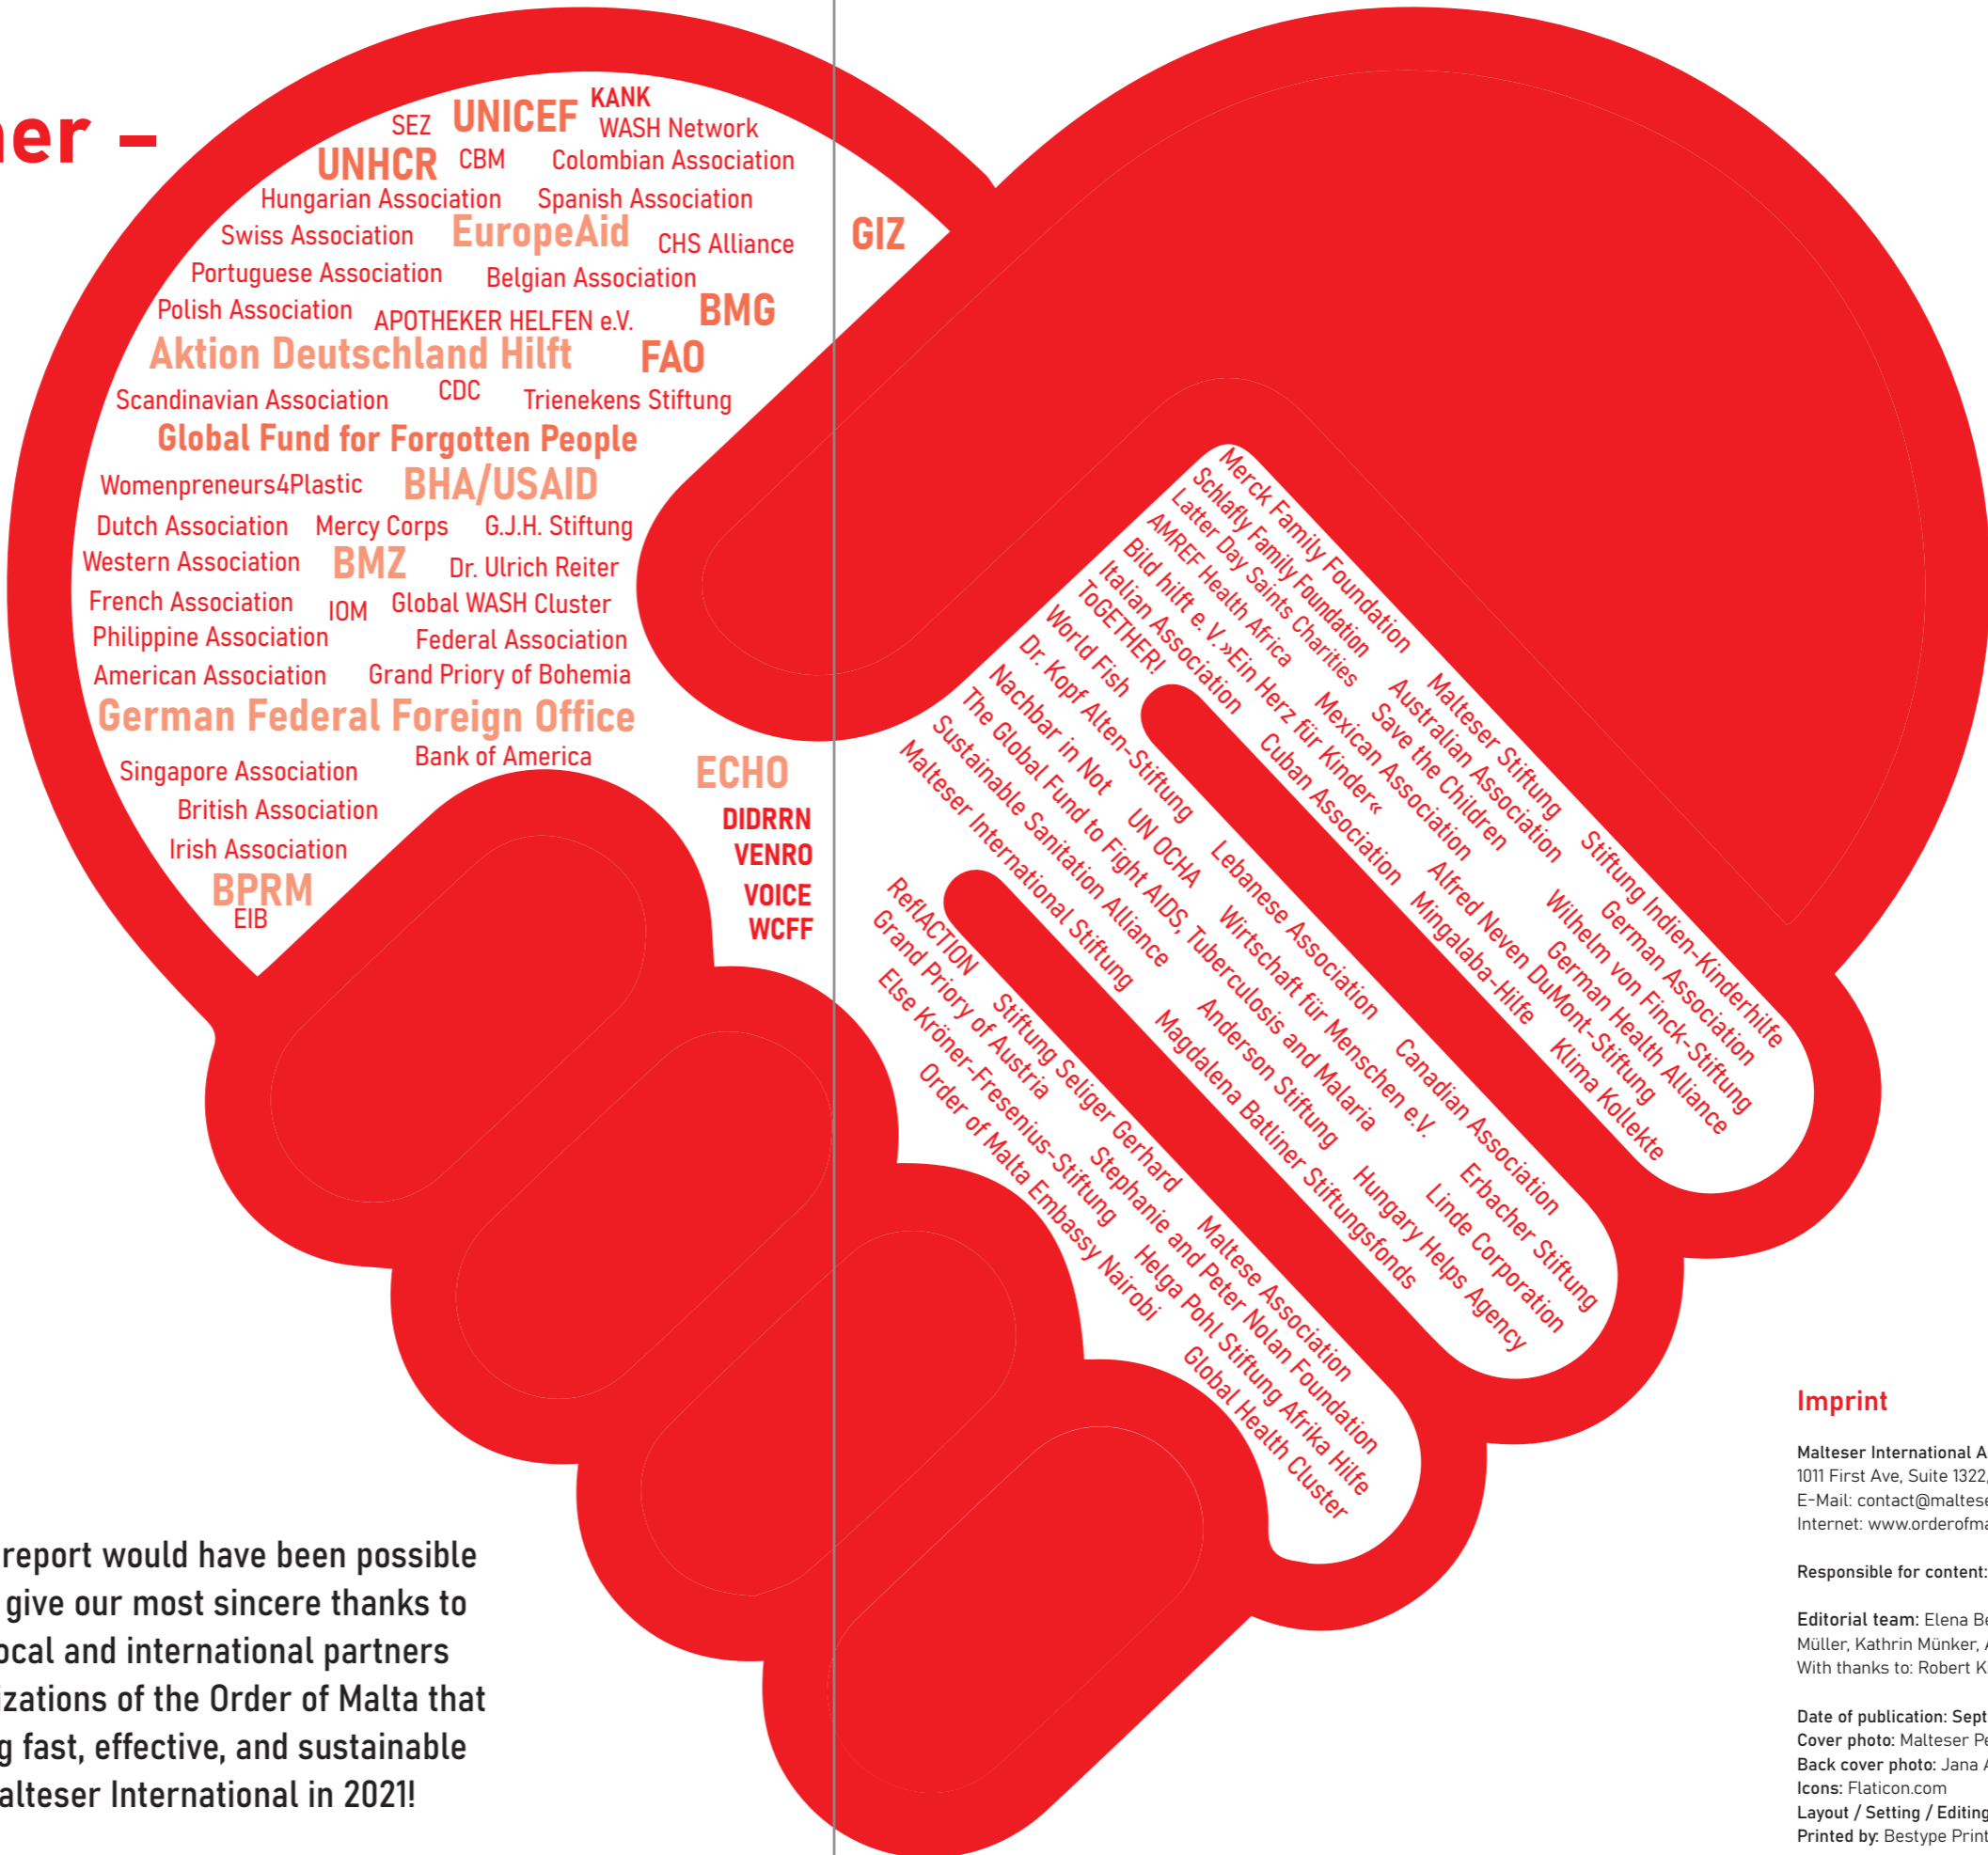 ner –
KANK
SEZ UNICEF WASH Network
UNHCR CBM Colombian Association
Hungarian Association Spanish Association
Swiss Association EuropeAid CHS Alliance GIZ
Portuguese Association Belgian Association
Polish Association APOTHEKER HELFEN e.V. BMG
Aktion Deutschland Hilft FAO
Scandinavian Association CDC Trienekens Stiftung
Global Fund for Forgotten People
Womenpreneurs4Plastic BHA/USAID
Dutch Association Mercy Corps G.J.H. Stiftung
Western Association BMZ Dr. Ulrich Reiter
French Association IOM Global WASH Cluster
Philippine Association Federal Association
American Association Grand Priory of Bohemia
German Federal Foreign Office
Bank of America
Singapore Association ECHO
British Association DIDRRN
Irish Association VENRO
BPRM VOICE
EIB WCFF
Merck Family Foundation Malteser Stiftung Stiftung Indien-Kinderhilfe
Schlafly Family Foundation Australian Association German Association
Latter Day Saints Charities Save the Children Wilhelm von Finck-Stiftung
AMREF Health Africa Mexican Association German Health Alliance
Bild hilft e. V. »Ein Herz für Kinder« Alfred Neven DuMont-Stiftung
Italian Association Cuban Association Mingalaba-Hilfe Klima Kollekte
ToGETHER!
World Fish
Dr. Kopf Alten-Stiftung Lebanese Association Canadian Association Erbacher Stiftung
Nachbar in Not UN OCHA Wirtschaft für Menschen e.V. Linde Corporation
The Global Fund to Fight AIDS, Tuberculosis and Malaria Hungary Helps Agency
Sustainable Sanitation Alliance Anderson Stiftung
Malteser International Stiftung Magdalena Batliner Stiftungsfonds
ReflACTION Stiftung Seliger Gerhard Maltese Association
Grand Priory of Austria Stephanie and Peter Nolan Foundation
Else Kröner-Fresenius-Stiftung Helga Pohl Stiftung Afrika Hilfe
Order of Malta Embassy Nairobi Global Health Cluster
report would have been possible
give our most sincere thanks to
ocal and international partners
izations of the Order of Malta that
g fast, effective, and sustainable
alteser International in 2021!
Imprint
Malteser International A
1011 First Ave, Suite 1322,
E-Mail: contact@maltese
Internet: www.orderofma
Responsible for content:
Editorial team: Elena Be
Müller, Kathrin Münker, A
With thanks to: Robert K
Date of publication: Sept
Cover photo: Malteser Pe
Back cover photo: Jana A
Icons: Flaticon.com
Layout / Setting / Editing
Printed by: Bestype Print